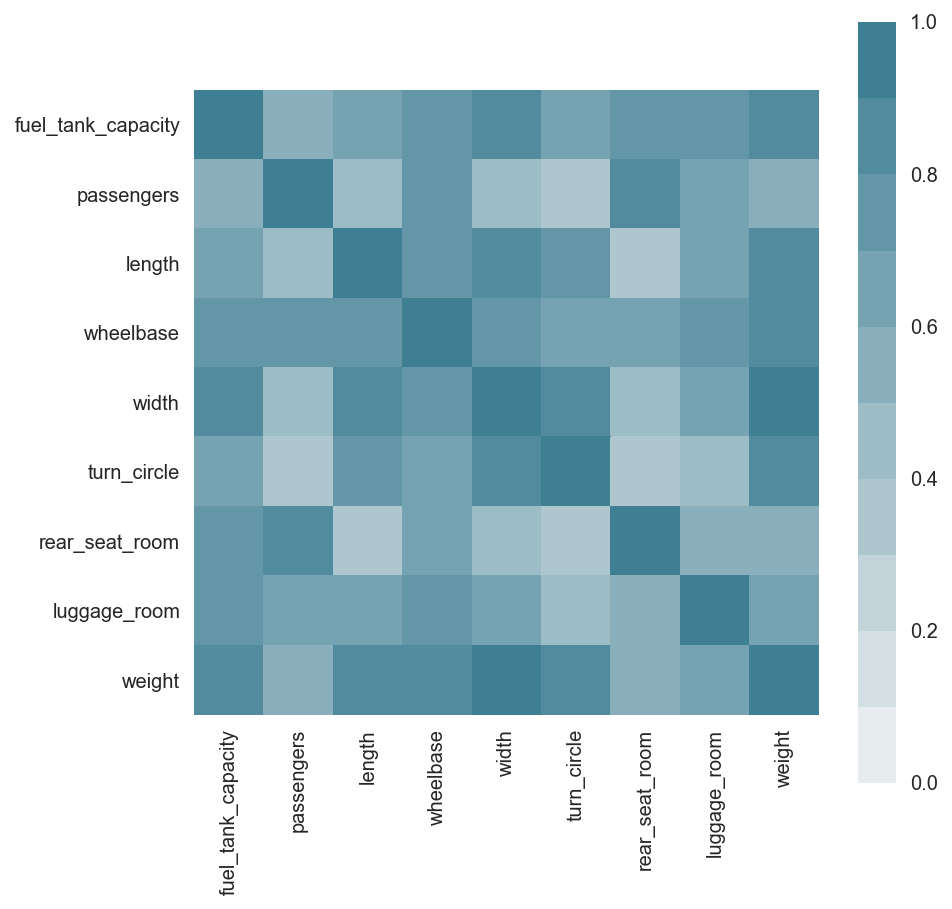 fuel_tank_capacity
passengers
length
wheelbase
width
turn_circle
rear_seat_room
luggage_room
weight
fuel_tank_capacity
passengers
length
wheelbase
width
turn_circle
rear_seat_room
luggage_room
weight
1.0
0.8
0.6
0.4
0.2
0.0